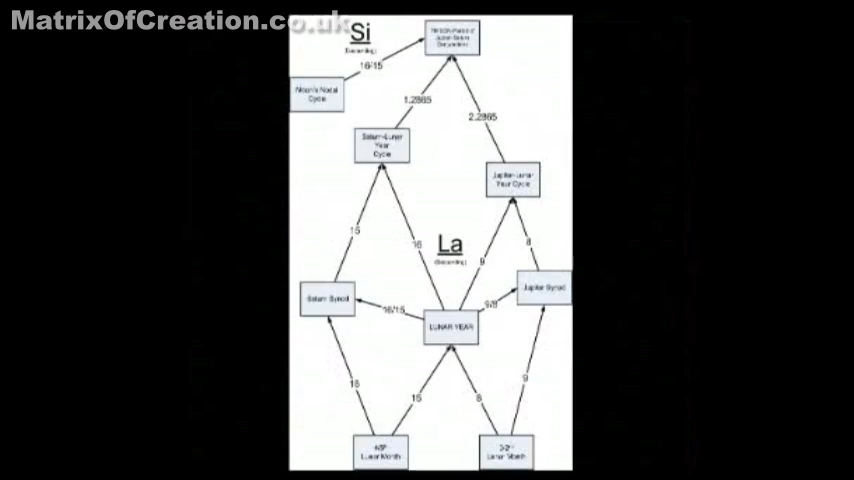 MatrixOfCreation.co.uk
Si
16/15
Moon's Nodal
Cycle
1.2865
2.2865
Saturn-Lunar
Year
Cycle
Jupiter-Lunar
Year Cycle
15
16
La
9
8
Saturn Synod
Jupiter Synod
16/15
9/8
LUNAR YEAR
16
15
8
9
Lunar Month
Lunar Month